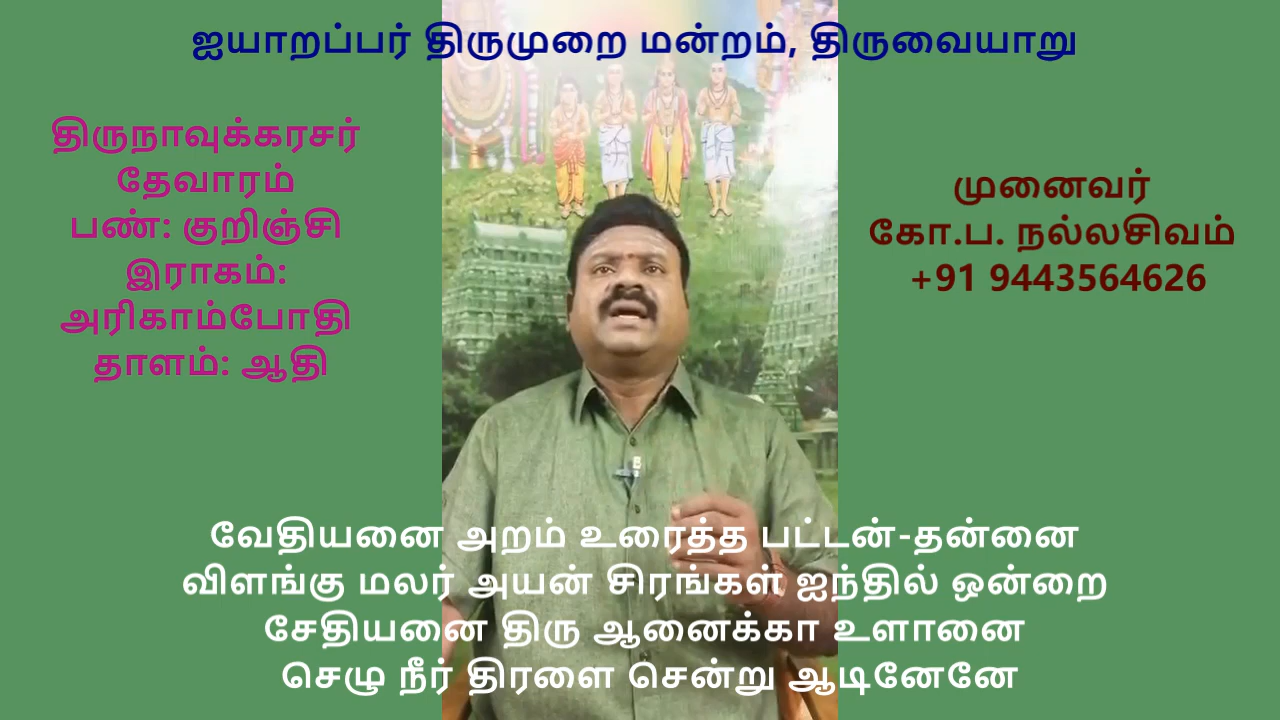 ஐயாறப்பர் திருமுறை மன்றம், திருவையாறு
திருநாவுக்கரசர்
தேவாரம்
பண்: குறிஞ்சி
இராகம்:
அரிகாம்போதி
தாளம்: ஆதி
முனைவர்
கோ.ப. நல்லசிவம்
+91 9443564626
வேதியனை அறம் உரைத்த பட்டன்-தன்னை
விளங்கு மலர் அயன் சிரங்கள் ஐந்தில் ஒன்றை
சேதியனை திரு ஆனைக்கா உளானை
செழு நீர் திரளை சென்று ஆடினேனே